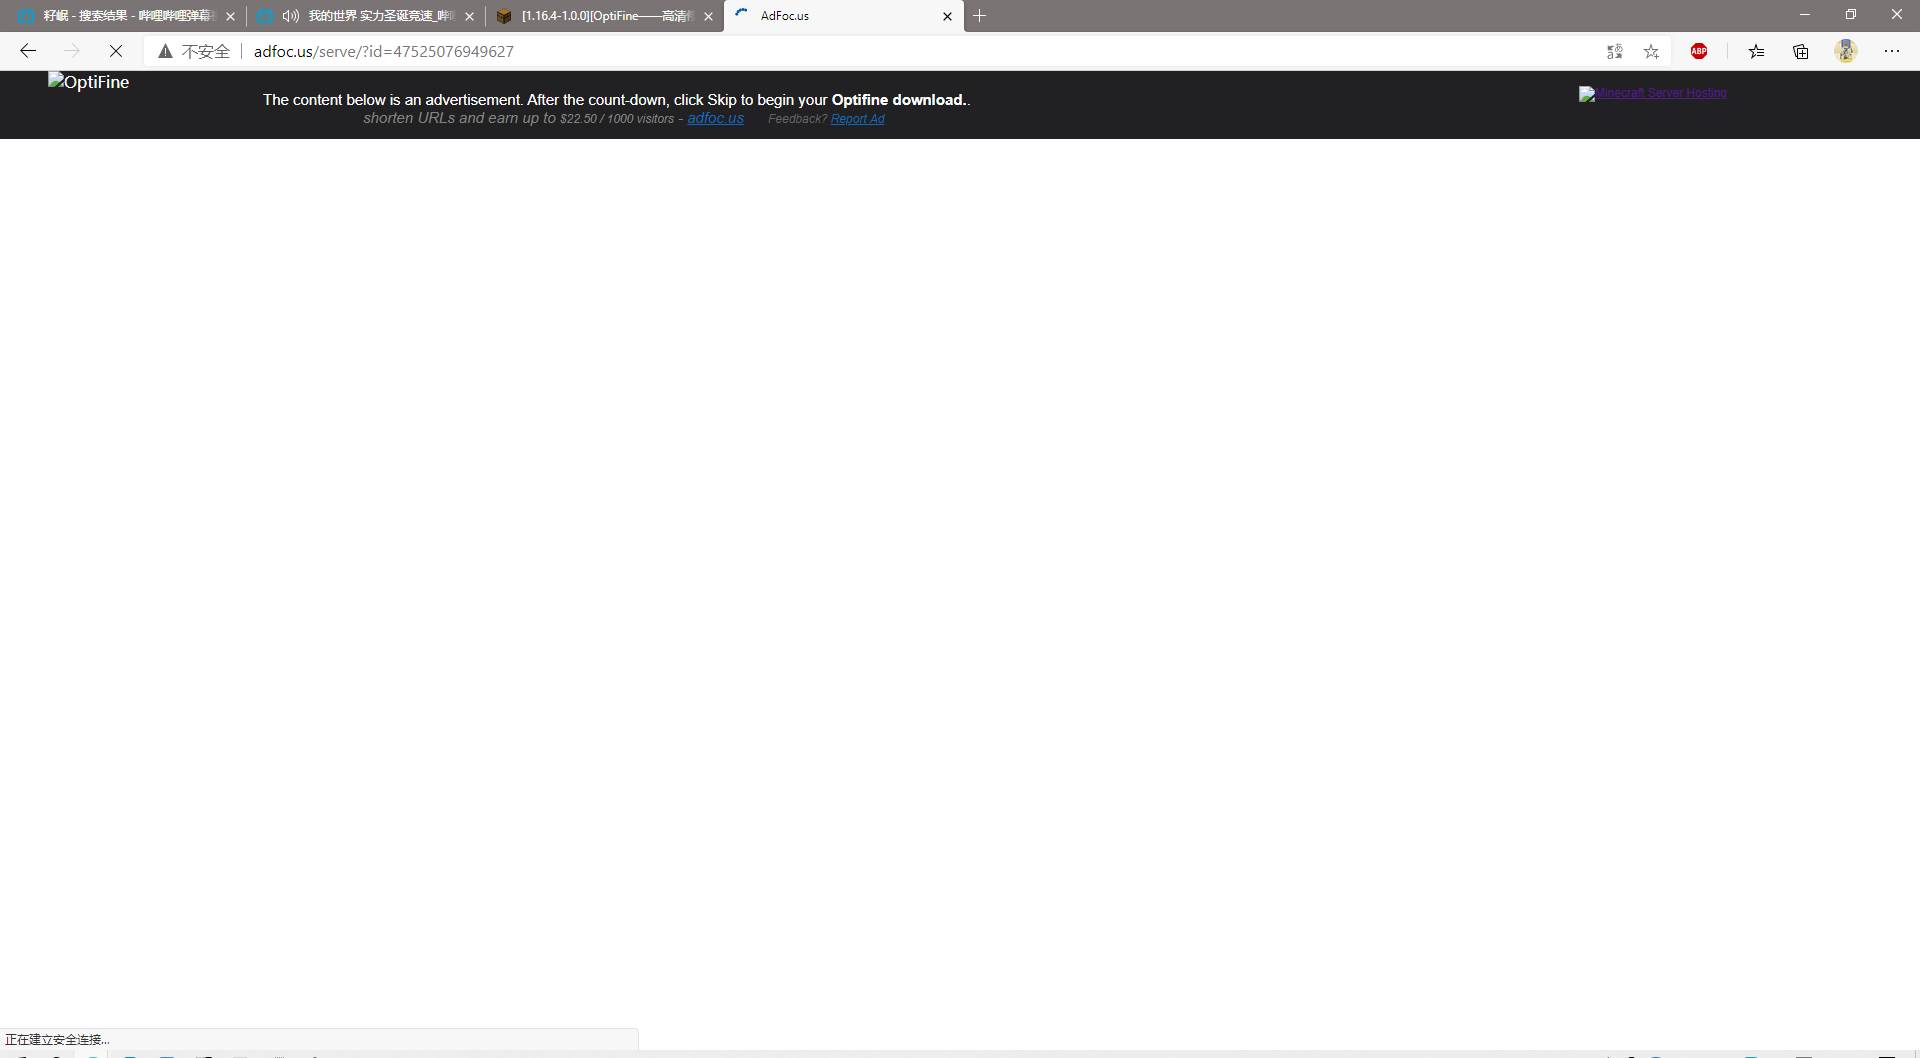 籽岷 - 搜索结果 - 哔哩哔哩弹幕
我的世界 实力圣诞竞速_哔
[1.16.4-1.0.0][OptiFine——高清
AdFoc.us
不安全 adfoc.us/serve/?id=47525076949627
ABP
OptiFine
The content below is an advertisement. After the count-down, click Skip to begin your Optifine download..
shorten URLs and earn up to $22.50 / 1000 visitors - adfoc.us Feedback? Report Ad
Minecraft Server Hosting
正在建立安全连接...